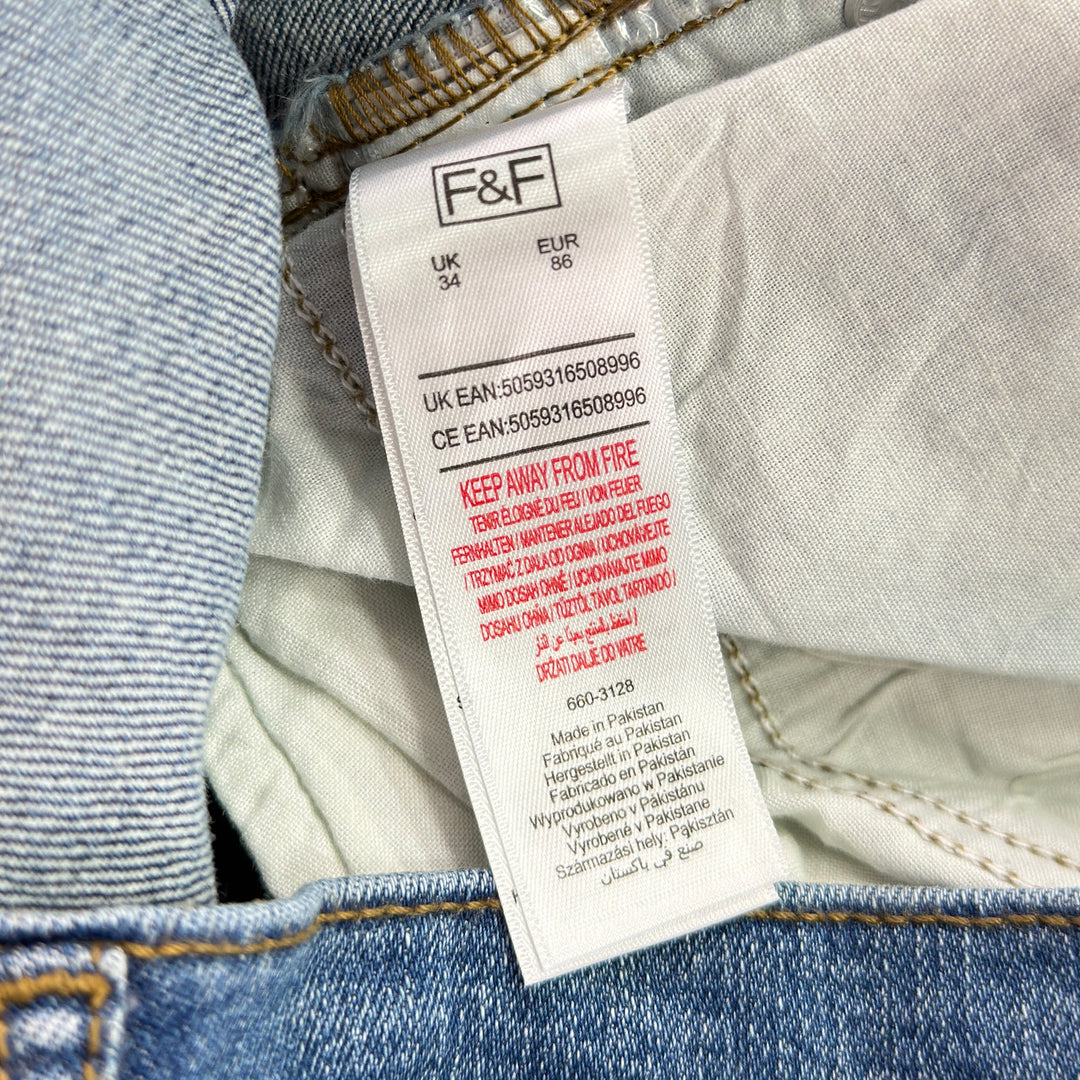 F&F
UK EUR
34 86
UK EAN:5059316508996
CE EAN:5059316508996
KEEP AWAY FROM FIRE
TENIR ÉLOIGNÉ DU FEU / VON FEUER
FERNHALTEN / MANTENER ALEJADO DEL FUEGO
/ TRZYMAĆ Z DALA OD OGNIA / UCHOVÁVEJTE
MIMO DOSAH OHNĚ / UCHOVÁVAJTE MIMO
DOSAHU OHŇA / TŰZTŐL TÁVOL TARTANDÓ /
DRŽATI DALJE DO VATRE
660-3128
Made in Pakistan
Fabriqué au Pakistan
Hergestellt in Pakistan
Fabricado en Pakistán
Wyprodukowano w Pakistanie
Vyrobeno v Pákistánu
Vyrobené v Pakistane
Származási hely: Pakisztán
صنع في باكستان